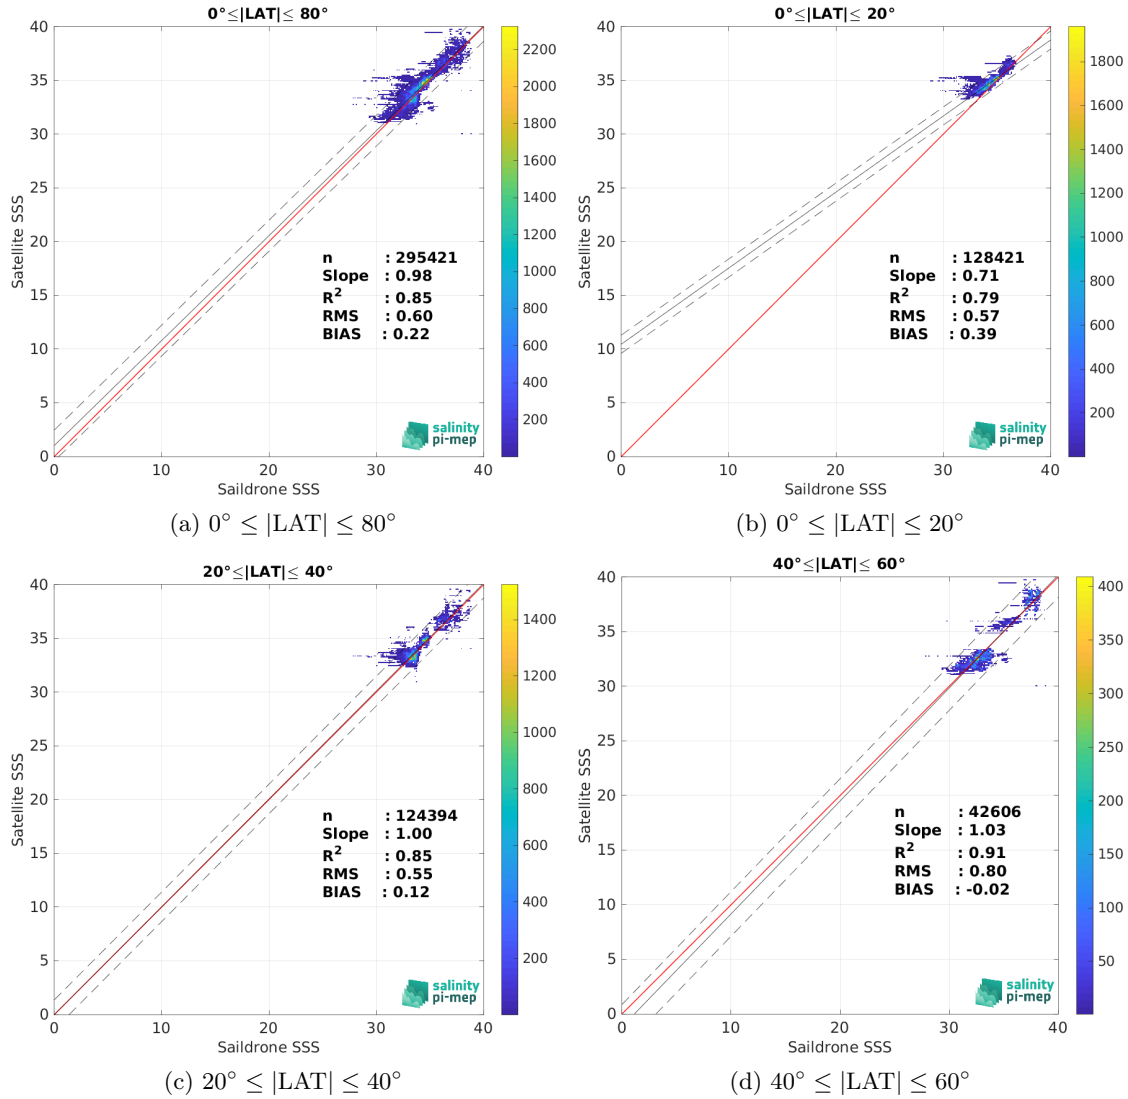 0°≤|LAT|≤ 80°
40
35
30
25
20
15
10
5
0
Satellite SSS
n : 295421
Slope : 0.98
R² : 0.85
RMS : 0.60
BIAS : 0.22
salinity
pi-mep
0 10 20 30 40
Saildrone SSS
2200
2000
1800
1600
1400
1200
1000
800
600
400
200
(a) 0° ≤ |LAT| ≤ 80°
0°≤|LAT|≤ 20°
40
35
30
25
20
15
10
5
0
Satellite SSS
n : 128421
Slope : 0.71
R² : 0.79
RMS : 0.57
BIAS : 0.39
salinity
pi-mep
0 10 20 30 40
Saildrone SSS
1800
1600
1400
1200
1000
800
600
400
200
(b) 0° ≤ |LAT| ≤ 20°
20°≤|LAT|≤ 40°
40
35
30
25
20
15
10
5
0
Satellite SSS
n : 124394
Slope : 1.00
R² : 0.85
RMS : 0.55
BIAS : 0.12
salinity
pi-mep
0 10 20 30 40
Saildrone SSS
1400
1200
1000
800
600
400
200
(c) 20° ≤ |LAT| ≤ 40°
40°≤|LAT|≤ 60°
40
35
30
25
20
15
10
5
0
Satellite SSS
n : 42606
Slope : 1.03
R² : 0.91
RMS : 0.80
BIAS : -0.02
salinity
pi-mep
0 10 20 30 40
Saildrone SSS
400
350
300
250
200
150
100
50
(d) 40° ≤ |LAT| ≤ 60°